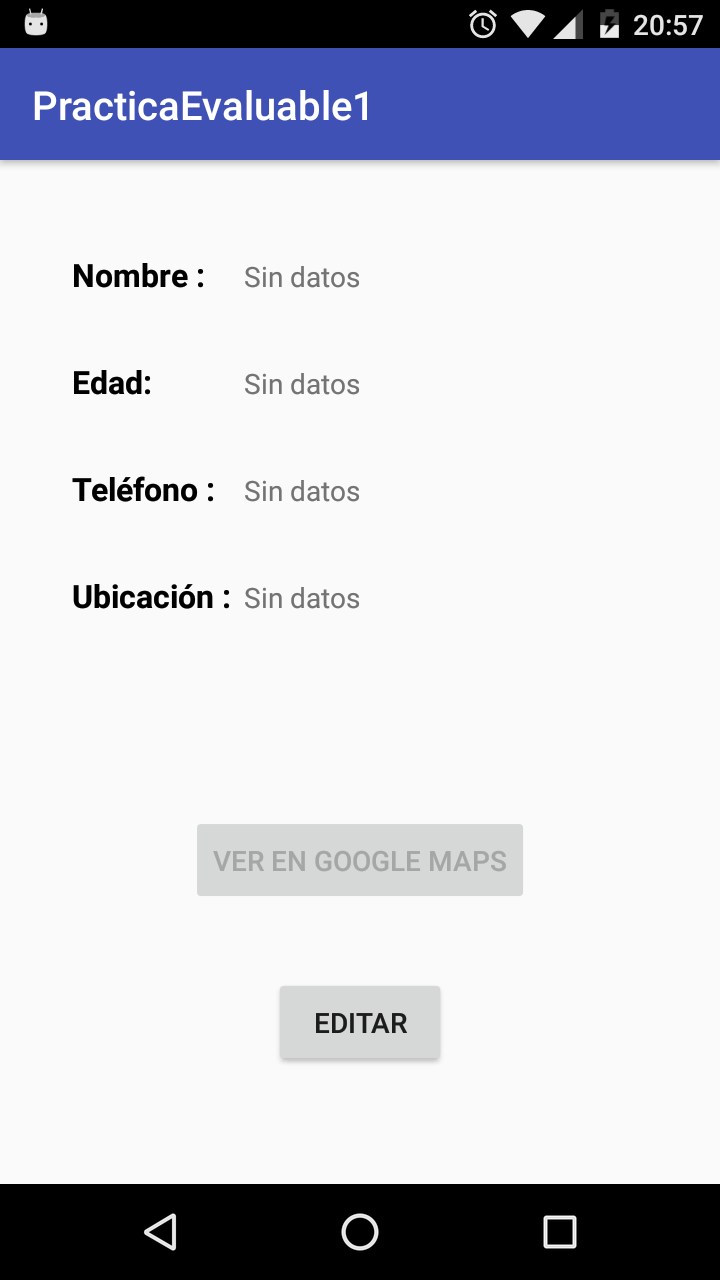 20:57
PracticaEvaluable1
Nombre : Sin datos
Edad: Sin datos
Teléfono : Sin datos
Ubicación : Sin datos
VER EN GOOGLE MAPS
EDITAR